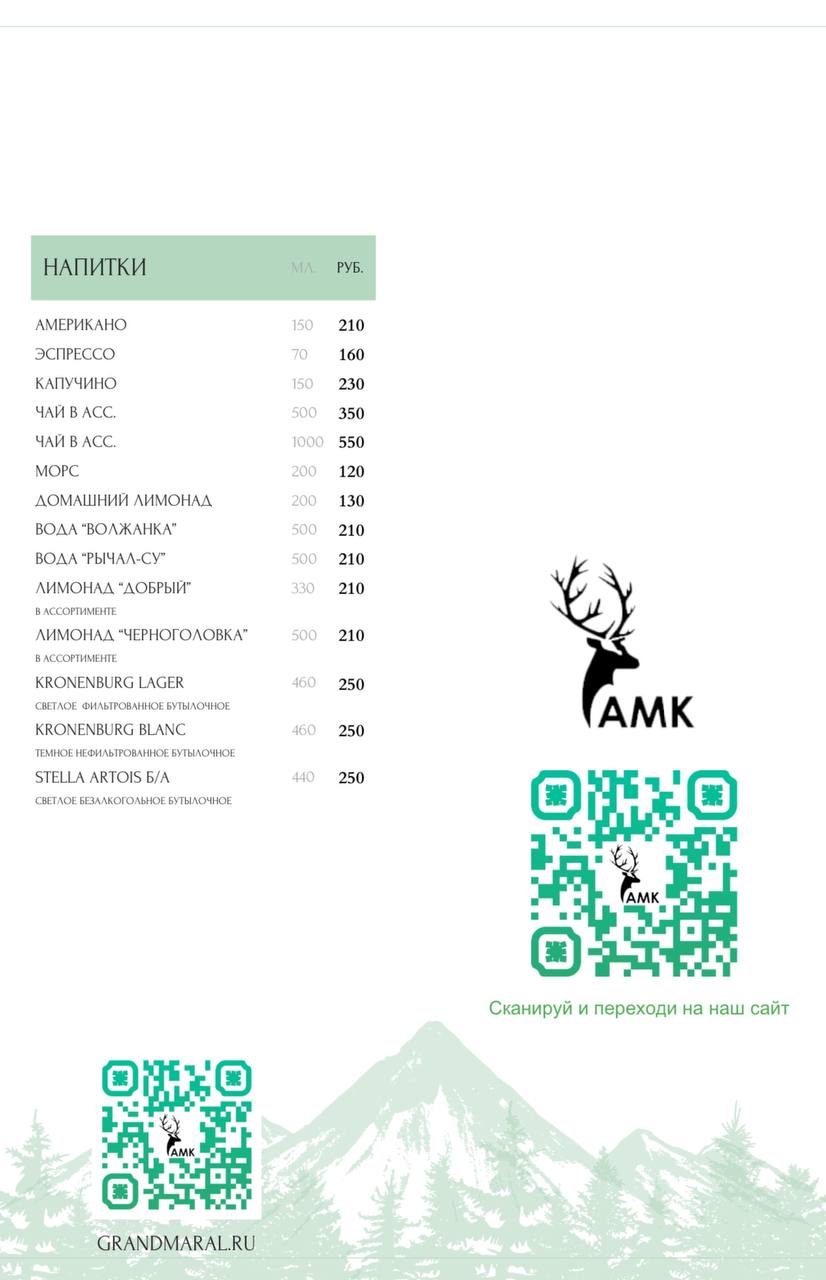 НАПИТКИ МЛ. РУБ.
АМЕРИКАНО 150 210
ЭСПРЕССО 70 160
КАПУЧИНО 150 230
ЧАЙ В АСС. 500 350
ЧАЙ В АСС. 1000 550
МОРС 200 120
ДОМАШНИЙ ЛИМОНАД 200 130
ВОДА “ВОЛЖАНКА” 500 210
ВОДА “РЫЧАЛ-СУ” 500 210
ЛИМОНАД “ДОБРЫЙ” 330 210
В АССОРТИМЕНТЕ
ЛИМОНАД “ЧЕРНОГОЛОВКА” 500 210
В АССОРТИМЕНТЕ
KRONENBURG LAGER 460 250
СВЕТЛОЕ ФИЛЬТРОВАННОЕ БУТЫЛОЧНОЕ
KRONENBURG BLANC 460 250
ТЕМНОЕ НЕФИЛЬТРОВАННОЕ БУТЫЛОЧНОЕ
STELLA ARTOIS Б/А 440 250
СВЕТЛОЕ БЕЗАЛКОГОЛЬНОЕ БУТЫЛОЧНОЕ
АМК
АМК
Сканируй и переходи на наш сайт
АМК
GRANDMARAL.RU